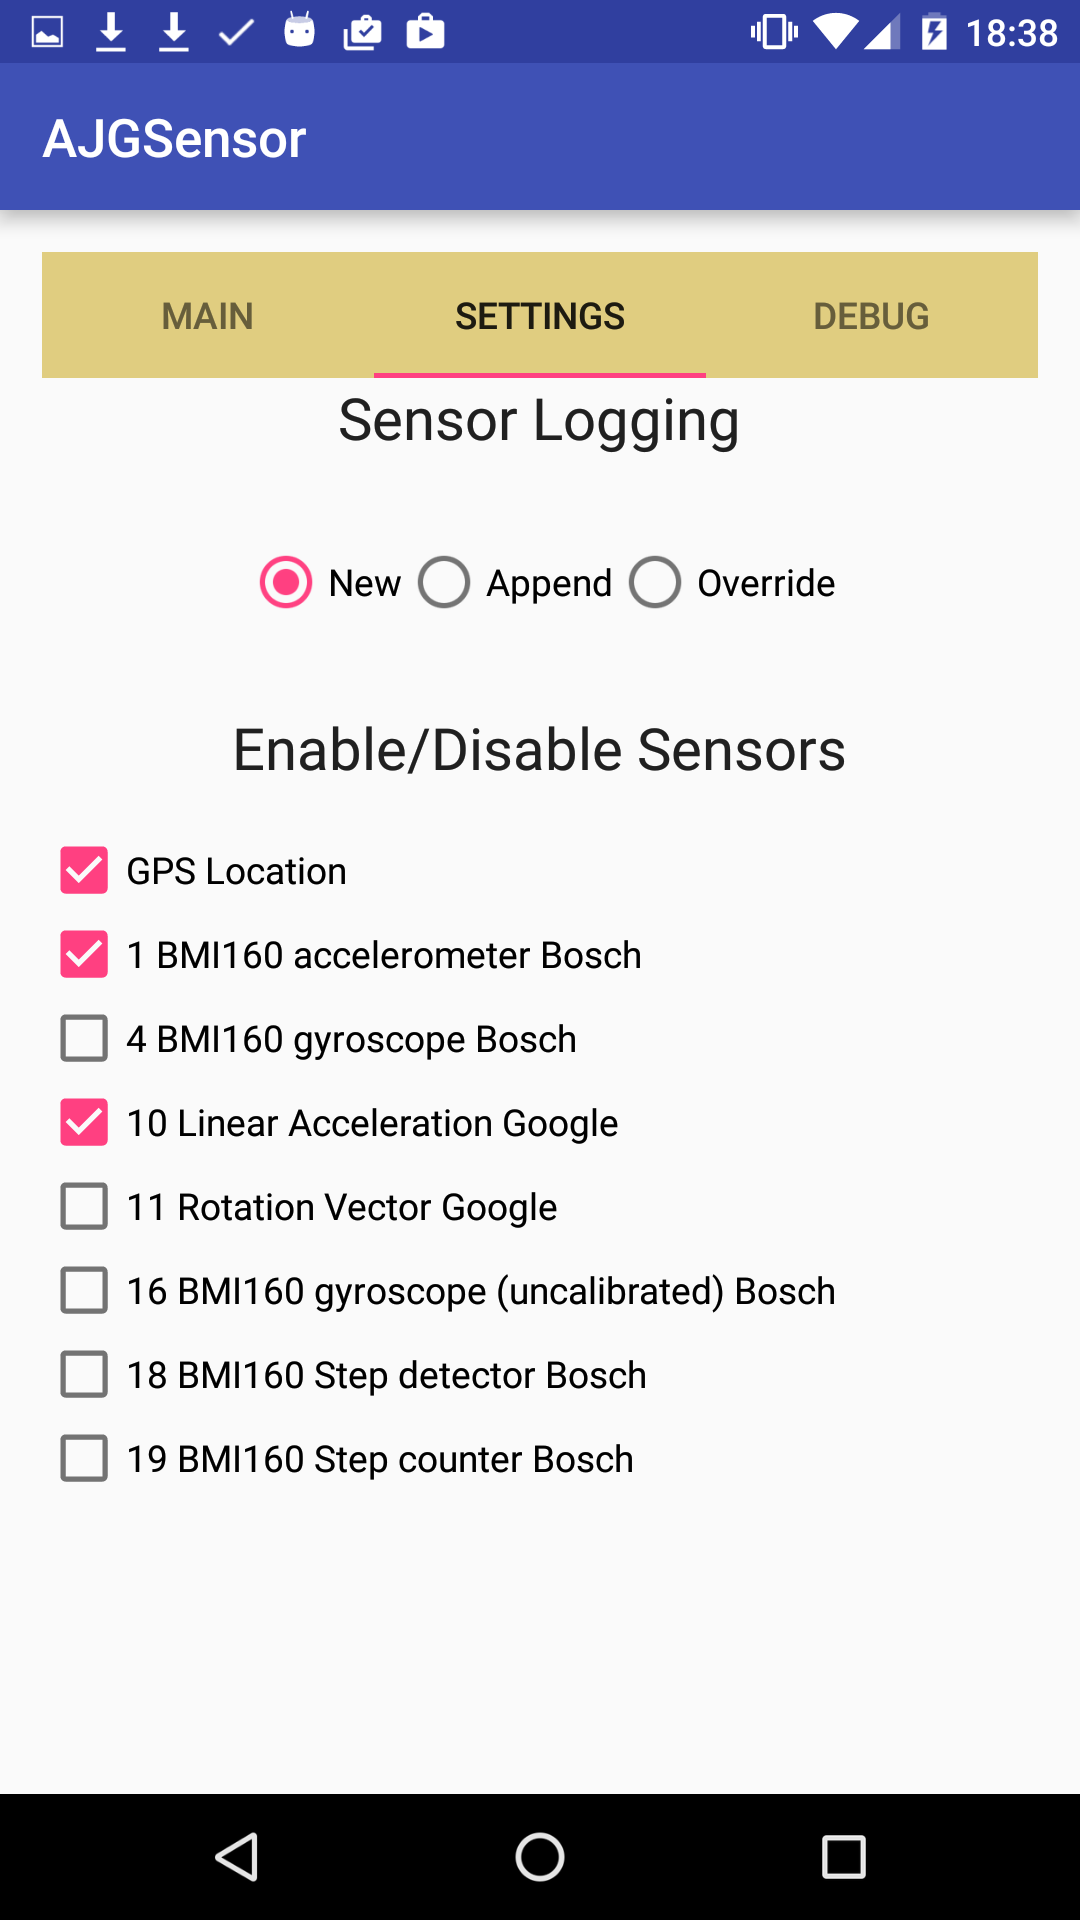 18:38
AJGSensor
MAIN SETTINGS DEBUG
Sensor Logging
New Append Override
Enable/Disable Sensors
GPS Location
1 BMI160 accelerometer Bosch
4 BMI160 gyroscope Bosch
10 Linear Acceleration Google
11 Rotation Vector Google
16 BMI160 gyroscope (uncalibrated) Bosch
18 BMI160 Step detector Bosch
19 BMI160 Step counter Bosch